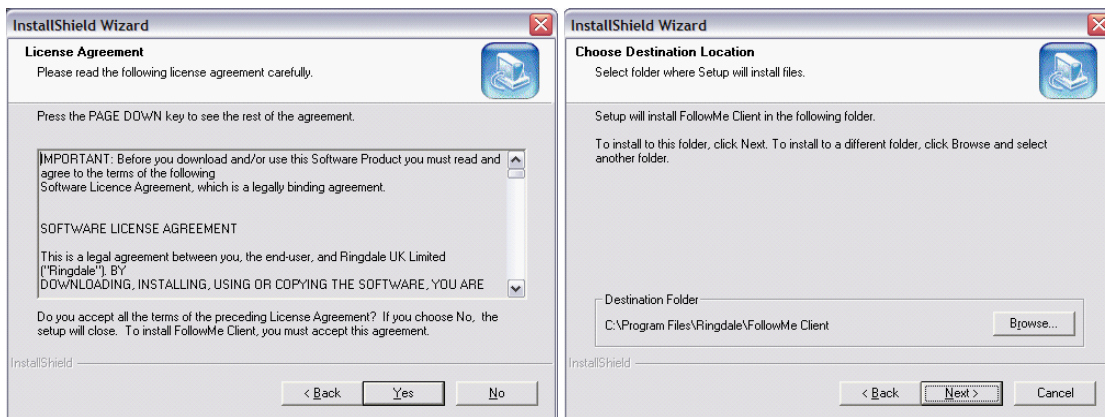 InstallShield Wizard
License Agreement
Please read the following license agreement carefully.
Press the PAGE DOWN key to see the rest of the agreement.
IMPORTANT: Before you download and/or use this Software Product you must read and
agree to the terms of the following
Software Licence Agreement, which is a legally binding agreement.
SOFTWARE LICENSE AGREEMENT
This is a legal agreement between you, the end-user, and Ringdale UK Limited
("Ringdale"). BY
DOWNLOADING, INSTALLING, USING OR COPYING THE SOFTWARE, YOU ARE
Do you accept all the terms of the preceding License Agreement? If you choose No, the
setup will close. To install FollowMe Client, you must accept this agreement.
InstallShield
< Back
Yes
No
InstallShield Wizard
Choose Destination Location
Select folder where Setup will install files.
Setup will install FollowMe Client in the following folder.
To install to this folder, click Next. To install to a different folder, click Browse and select
another folder.
Destination Folder
C:\Program Files\Ringdale\FollowMe Client
Browse...
InstallShield
< Back
Next >
Cancel